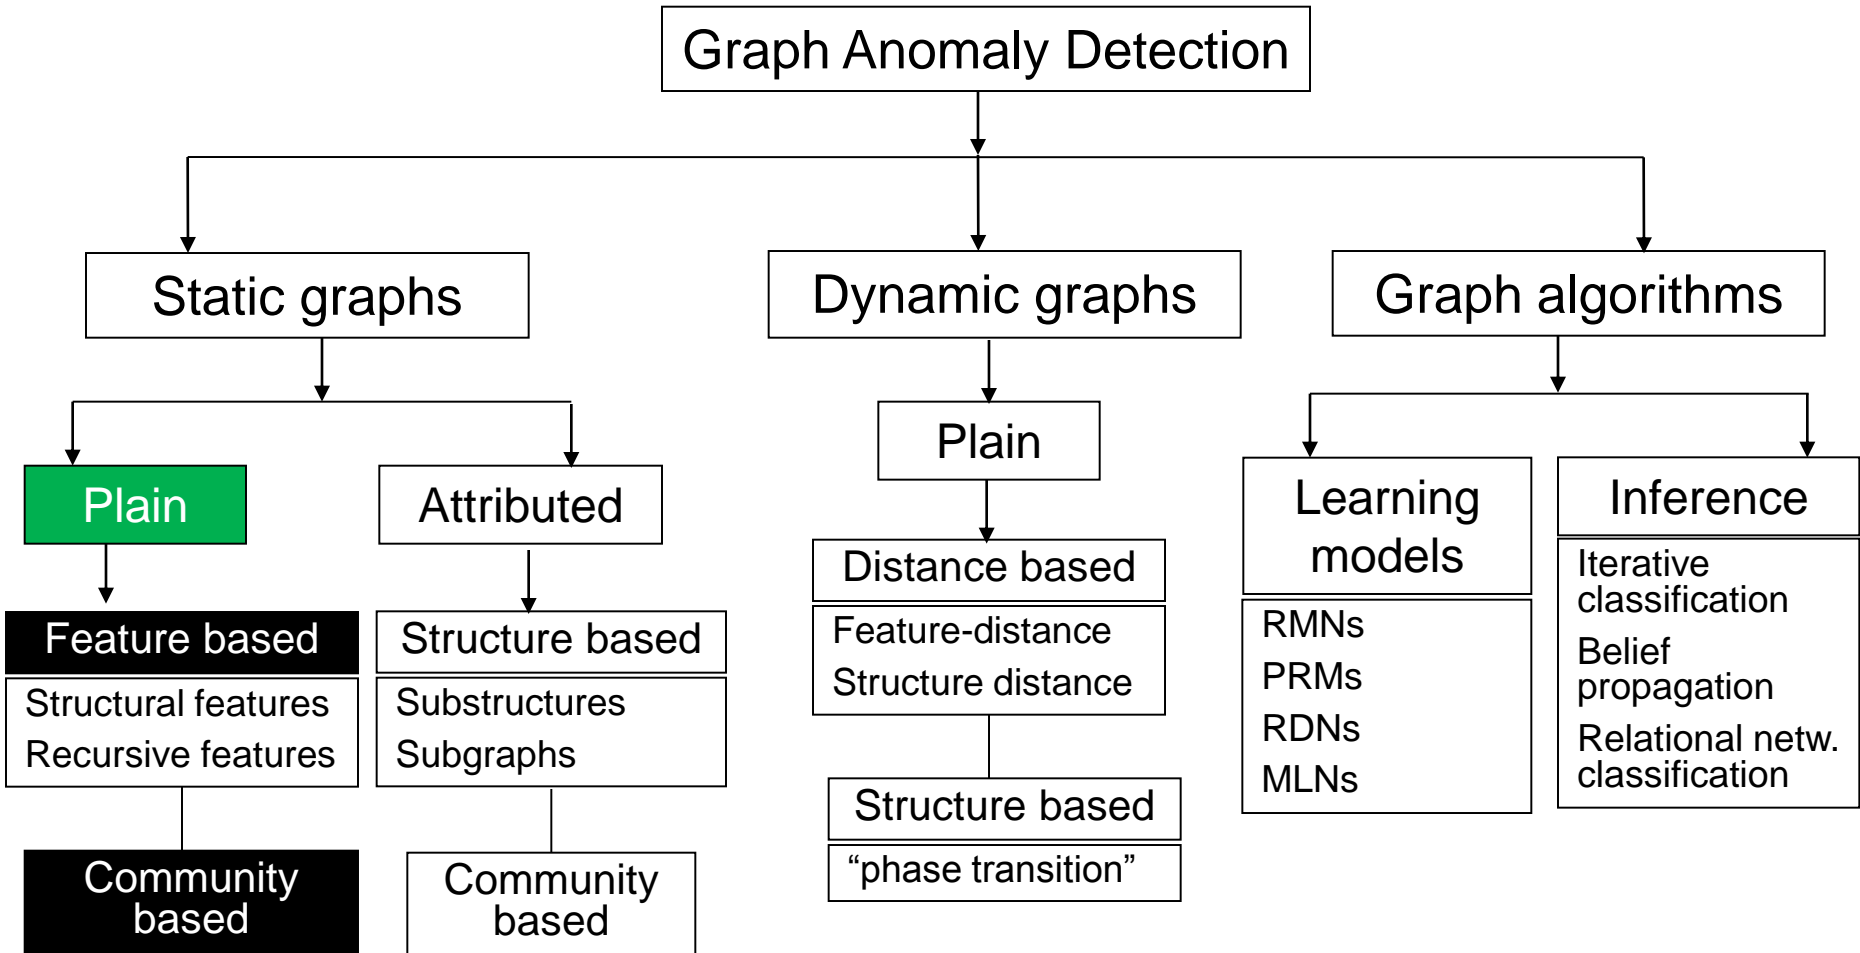 Graph Anomaly Detection
Static graphs
Dynamic graphs
Graph algorithms
Plain
Attributed
Plain
Learning
models
Inference
Feature based
Structural features
Recursive features
Community
based
Structure based
Substructures
Subgraphs
Community
based
Distance based
Feature-distance
Structure distance
Structure based
“phase transition”
RMNs
PRMs
RDNs
MLNs
Iterative
classification
Belief
propagation
Relational netw.
classification